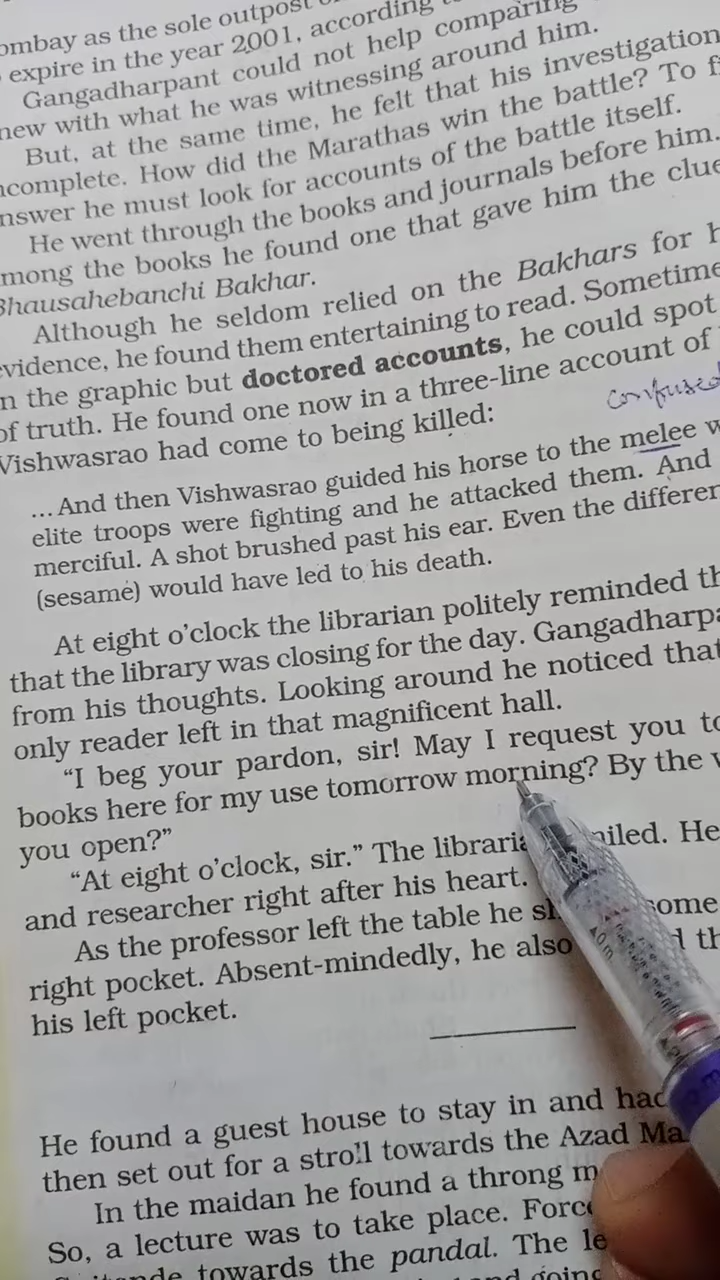 ombay as the sole outpost
expire in the year 2001, according
Gangadharpant could not help comparing
new with what he was witnessing around him.
But, at the same time, he felt that his investigation
ncomplete. How did the Marathas win the battle? To fi
nswer he must look for accounts of the battle itself.
He went through the books and journals before him.
mong the books he found one that gave him the clue
Bhausahebanchi Bakhar.
Although he seldom relied on the Bakhars for h
vidence, he found them entertaining to read. Sometime
n the graphic but doctored accounts, he could spot
of truth. He found one now in a three-line account of
confused
Vishwasrao had come to being killed:
...And then Vishwasrao guided his horse to the melee w
elite troops were fighting and he attacked them. And
merciful. A shot brushed past his ear. Even the differen
(sesame) would have led to his death.
At eight o'clock the librarian politely reminded th
that the library was closing for the day. Gangadharpa
from his thoughts. Looking around he noticed that
only reader left in that magnificent hall.
“I beg your pardon, sir! May I request you to
books here for my use tomorrow morning? By the w
you open?”
“At eight o'clock, sir.” The libraria miled. He
and researcher right after his heart.
As the professor left the table he sh some
right pocket. Absent-mindedly, he also d th
his left pocket.
He found a guest house to stay in and had
then set out for a stroll towards the Azad Ma
In the maidan he found a throng m
So, a lecture was to take place. Forc
towards the pandal. The le
going